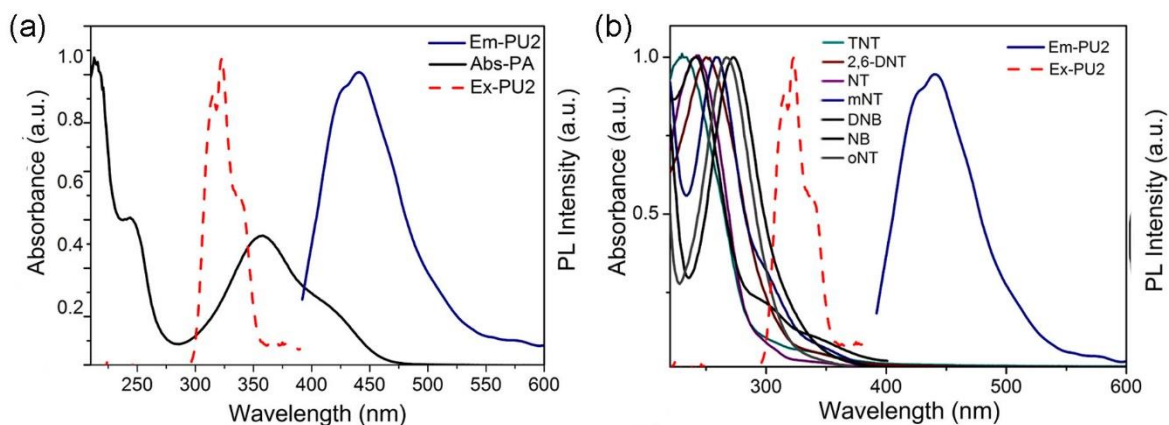 (a)
Em-PU2
Abs-PA
Ex-PU2
1.0
0.8
0.6
0.4
0.2
Absorbance (a.u.)
PL Intensity (a.u.)
250 300 350 400 450 500 550 600
Wavelength (nm)
(b)
TNT
2,6-DNT
NT
mNT
DNB
NB
oNT
Em-PU2
Ex-PU2
1.0
0.5
Absorbance (a.u.)
PL Intensity (a.u.)
300 400 500 600
Wavelength (nm)